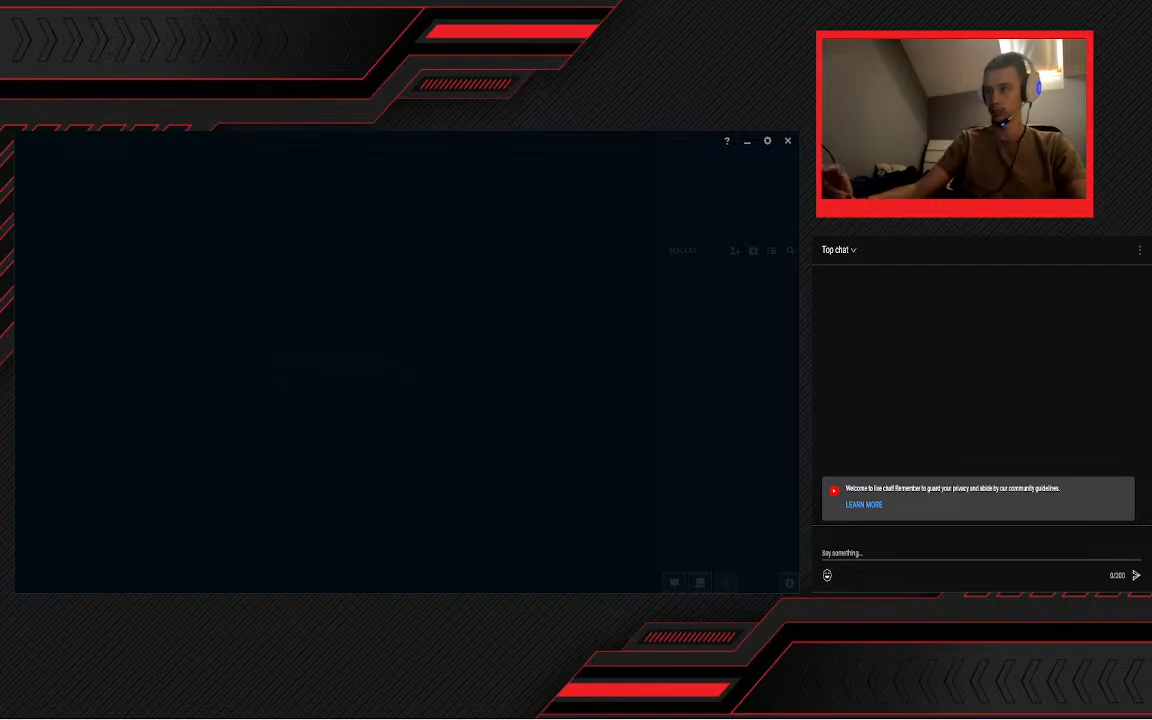 ?
SOCIAL
Top chat
Welcome to live chat! Remember to guard your privacy and abide by our community guidelines.
LEARN MORE
Say something...
0/200